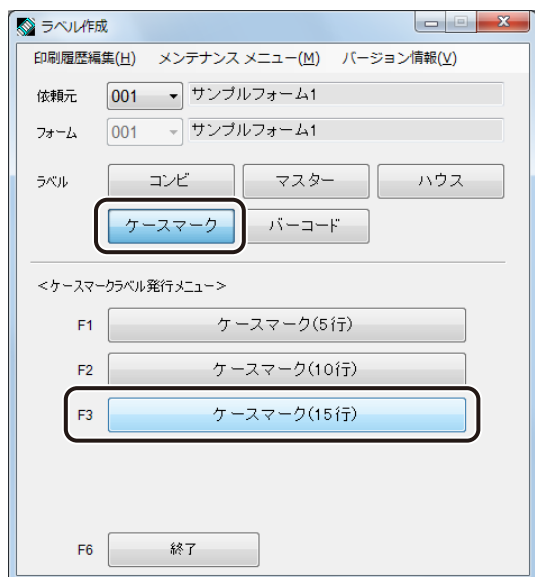 ラベル作成
印刷履歴編集(H) メンテナンス メニュー(M) バージョン情報(V)
依頼元 001 サンプルフォーム1
フォーム 001 サンプルフォーム1
ラベル コンビ マスター ハウス
ケースマーク バーコード
<ケースマークラベル発行メニュー>
F1 ケースマーク(5行)
F2 ケースマーク(10行)
F3 ケースマーク(15行)
F6 終了